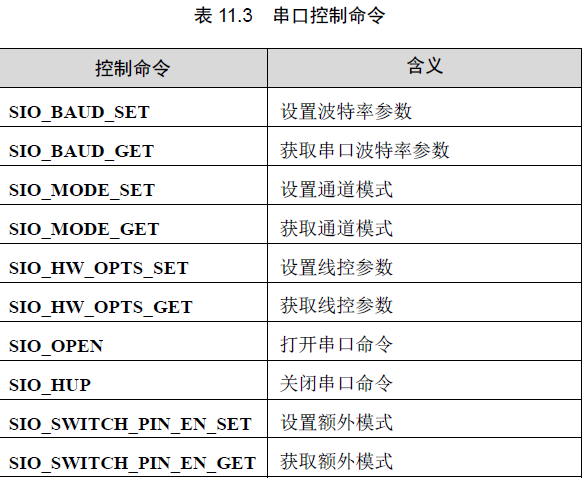 表 11.3 串口控制命令
控制命令 含义
SIO_BAUD_SET 设置波特率参数
SIO_BAUD_GET 获取串口波特率参数
SIO_MODE_SET 设置通道模式
SIO_MODE_GET 获取通道模式
SIO_HW_OPTS_SET 设置线控参数
SIO_HW_OPTS_GET 获取线控参数
SIO_OPEN 打开串口命令
SIO_HUP 关闭串口命令
SIO_SWITCH_PIN_EN_SET 设置额外模式
SIO_SWITCH_PIN_EN_GET 获取额外模式